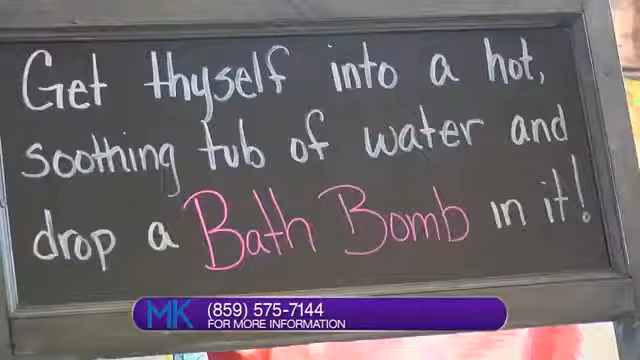 Get thyself into a hot,
soothing tub of water and
drop a Bath Bomb in it!
MK
(859) 575-7144
FOR MORE INFORMATION